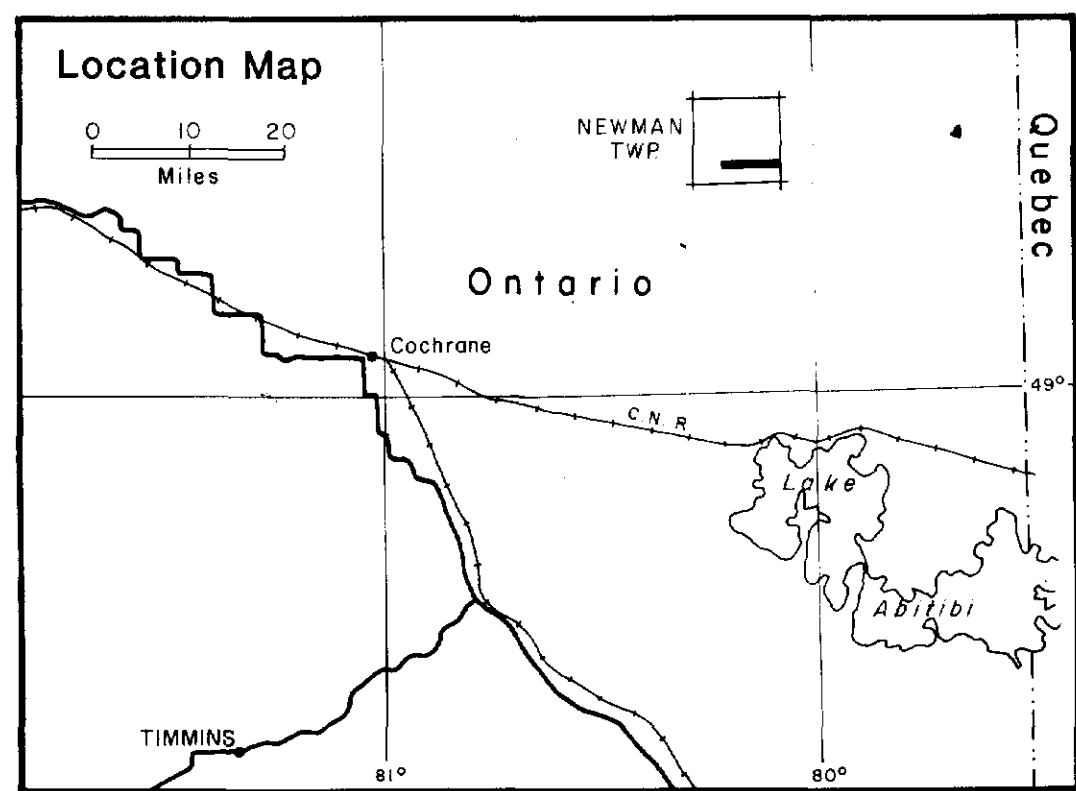 Location Map
0 10 20
Miles
NEWMAN
TWP.
Quebec
Ontario
Cochrane
49°
C.N.R
Lake
Abitibi
TIMMINS
81°
80°